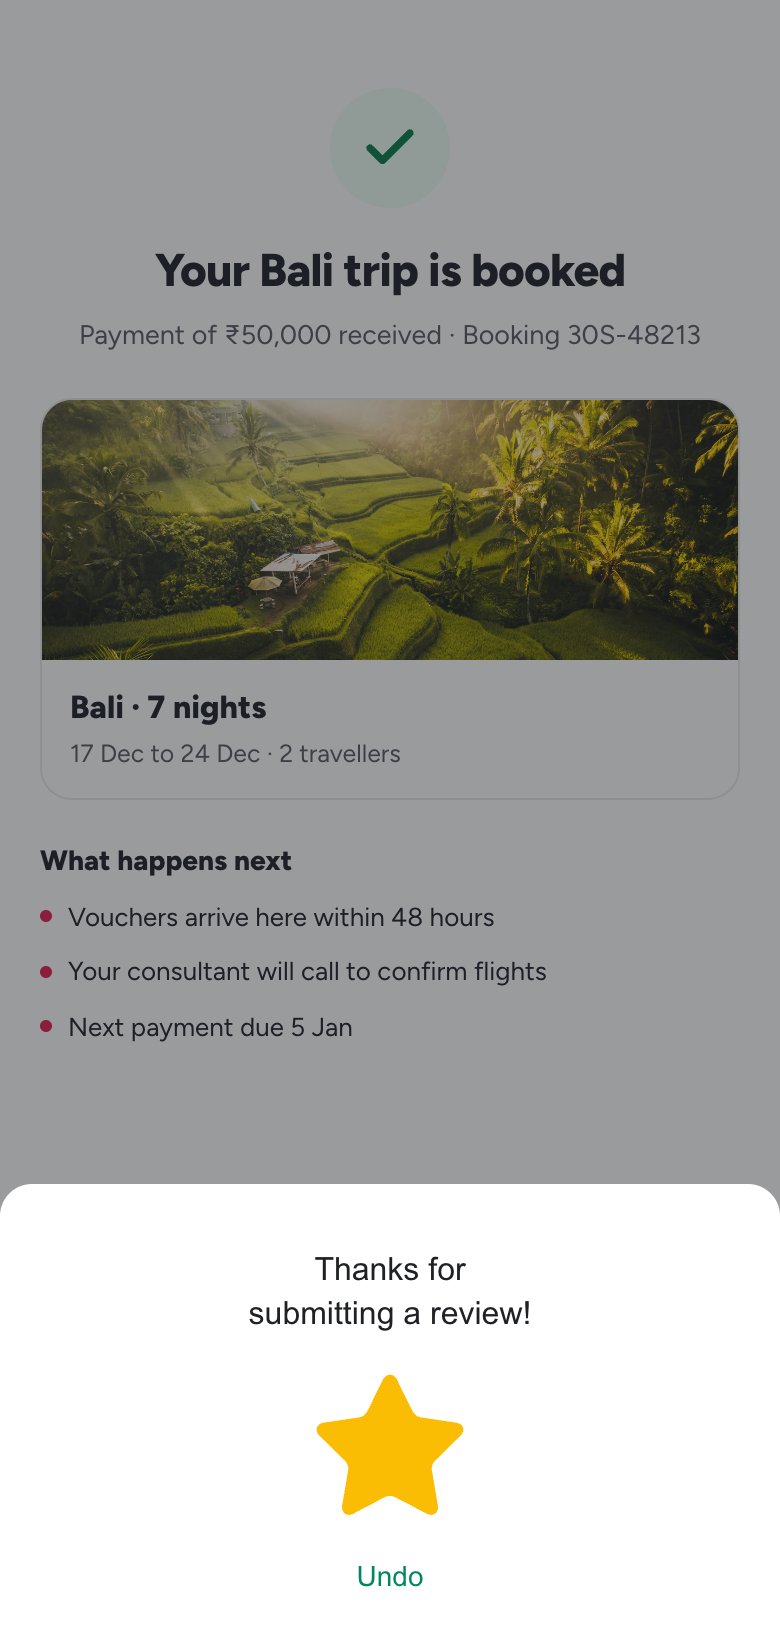 Your Bali trip is booked
Payment of ₹50,000 received · Booking 30S-48213
Bali · 7 nights
17 Dec to 24 Dec · 2 travellers
What happens next
Vouchers arrive here within 48 hours
Your consultant will call to confirm flights
Next payment due 5 Jan
Thanks for
submitting a review!
Undo